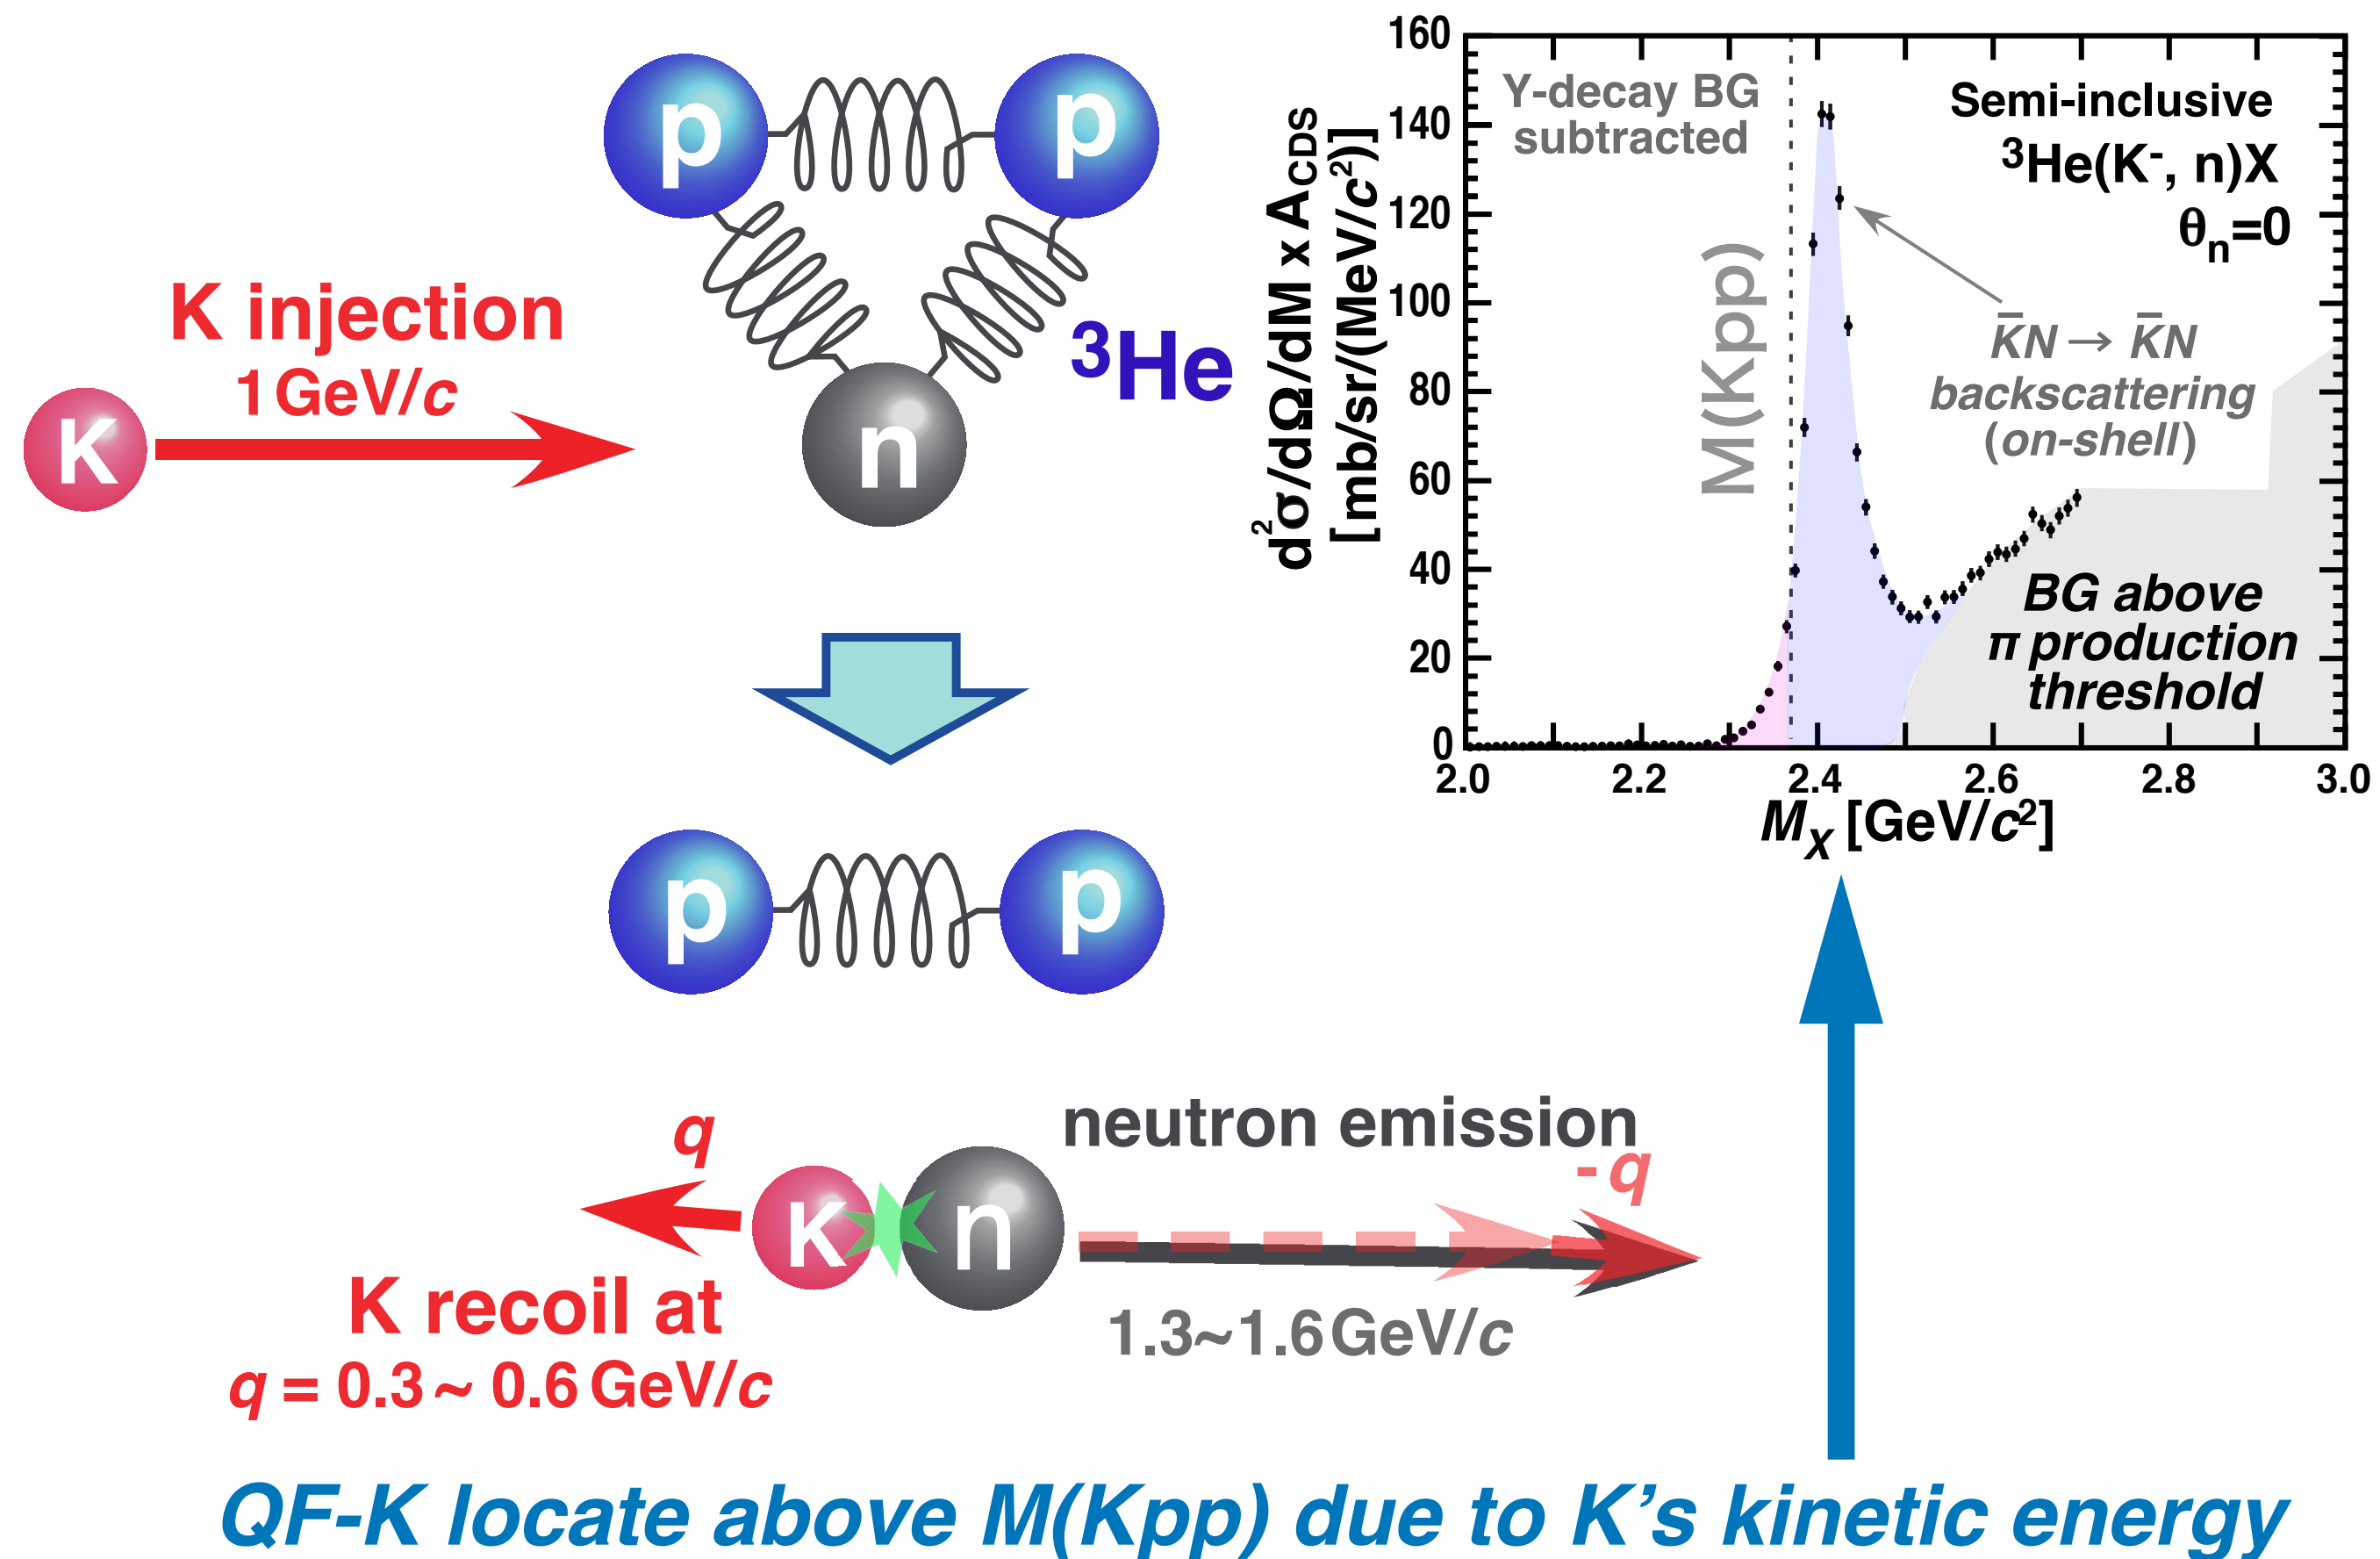 p
p
n
K injection
1 GeV/c
K
³He
160
140
120
100
80
60
40
20
0
2.0
2.2
2.4
2.6
2.8
3.0
d²σ/dΩ/dM x A_CDS
[mb/sr/(MeV/c²)]
M_X [GeV/c²]
Y-decay BG
subtracted
M(Kpp)
Semi-inclusive
³He(K⁻, n)X
θ_n=0
K̄N → K̄N
backscattering
(on-shell)
BG above
π production
threshold
p
p
q
K
n
neutron emission
-q
K recoil at
q = 0.3 ~ 0.6 GeV/c
1.3~1.6 GeV/c
QF-K locate above M(Kpp) due to K’s kinetic energy